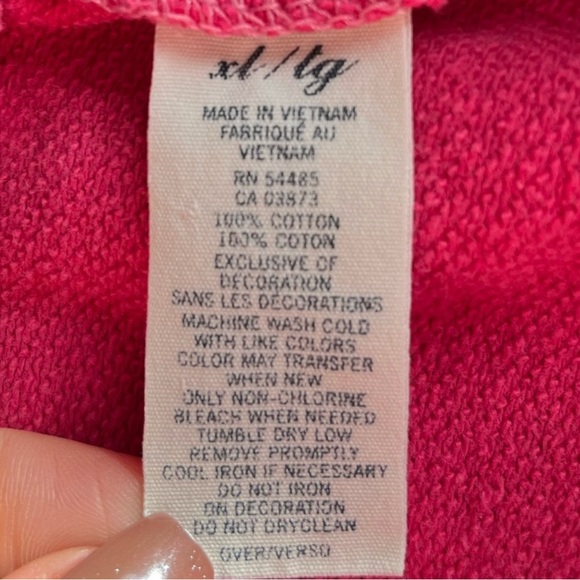 xl/tg
MADE IN VIETNAM
FABRIQUÉ AU
VIETNAM
RN 54485
CA 03873
100% COTTON
100% COTON
EXCLUSIVE OF
DECORATION
SANS LES DÉCORATIONS
MACHINE WASH COLD
WITH LIKE COLORS
COLOR MAY TRANSFER
WHEN NEW
ONLY NON-CHLORINE
BLEACH WHEN NEEDED
TUMBLE DRY LOW
REMOVE PROMPTLY
COOL IRON IF NECESSARY
DO NOT IRON
ON DECORATION
DO NOT DRYCLEAN
OVER/VERSO